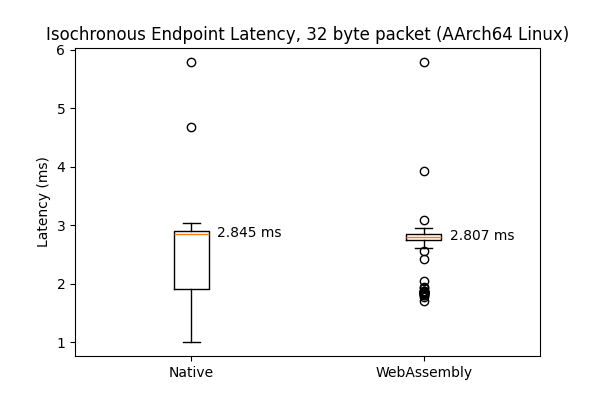 Isochronous Endpoint Latency, 32 byte packet (AArch64 Linux)
6
5
4
3
2
1
Latency (ms)
2.845 ms
2.807 ms
Native
WebAssembly